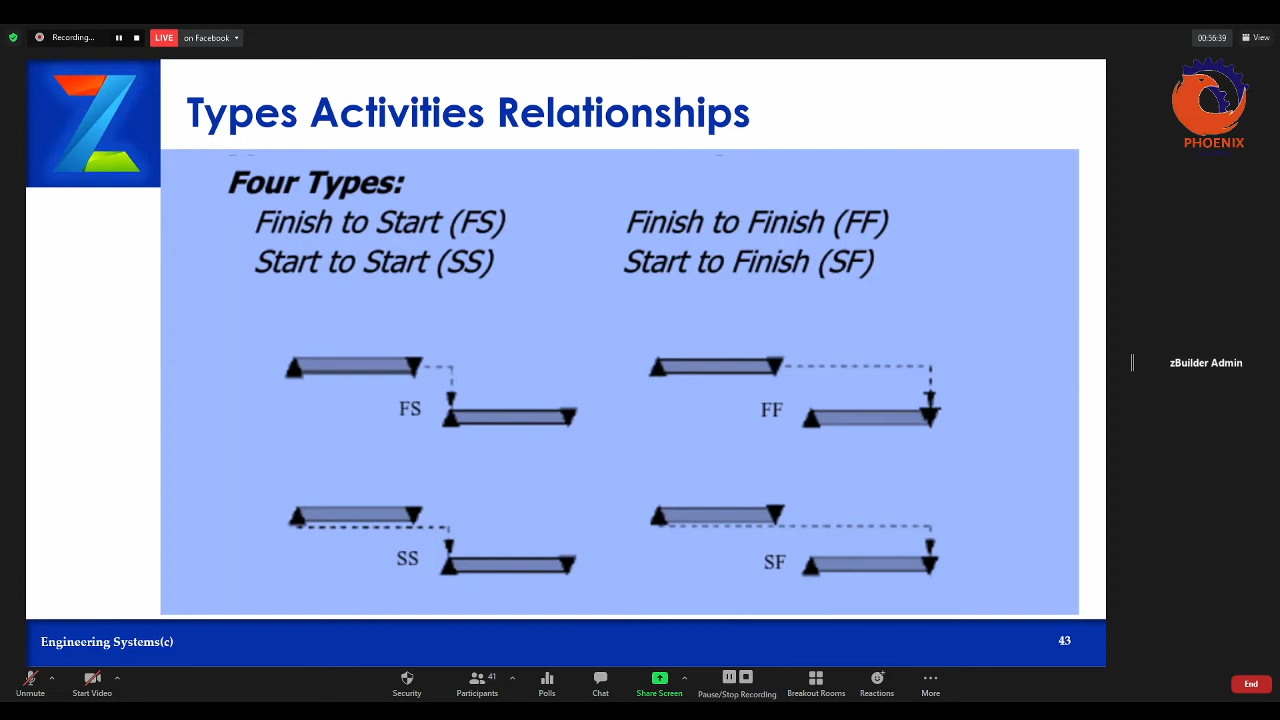 Recording...
LIVE on Facebook
00:56:39 View
PHOENIX
Types Activities Relationships
Four Types:
Finish to Start (FS) Finish to Finish (FF)
Start to Start (SS) Start to Finish (SF)
FS FF
SS SF
zBuilder Admin
Engineering Systems(c) 43
Unmute Start Video Security Participants 41 Polls Chat Share Screen Pause/Stop Recording Breakout Rooms Reactions More End